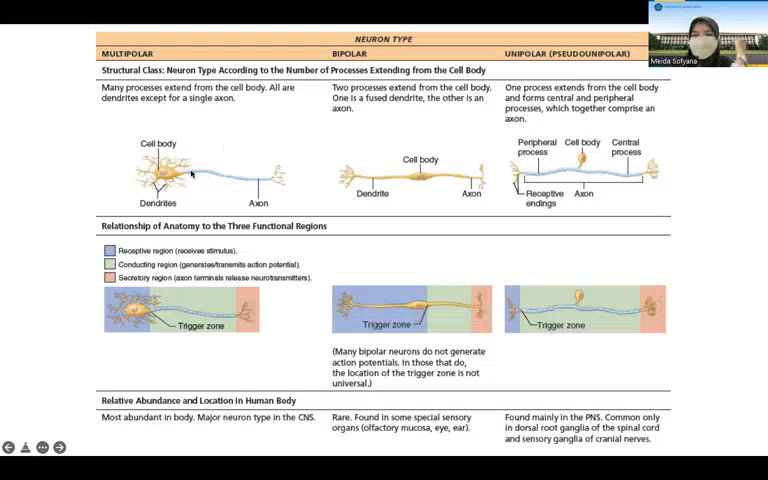 NEURON TYPE
MULTIPOLAR
BIPOLAR
UNIPOLAR (PSEUDOUNIPOLAR)
Meida Sofyana
Structural Class: Neuron Type According to the Number of Processes Extending from the Cell Body
Many processes extend from the cell body. All are
dendrites except for a single axon.
Two processes extend from the cell body.
One is a fused dendrite, the other is an
axon.
One process extends from the cell body
and forms central and peripheral
processes, which together comprise an
axon.
Cell body
Dendrites
Axon
Cell body
Dendrite
Axon
Peripheral
process
Cell body
Central
process
Receptive
endings
Axon
Relationship of Anatomy to the Three Functional Regions
Receptive region (receives stimulus).
Conducting region (generates/transmits action potential).
Secretory region (axon terminals release neurotransmitters).
Trigger zone
Trigger zone
Trigger zone
(Many bipolar neurons do not generate
action potentials. In those that do,
the location of the trigger zone is not
universal.)
Relative Abundance and Location in Human Body
Most abundant in body. Major neuron type in the CNS.
Rare. Found in some special sensory
organs (olfactory mucosa, eye, ear).
Found mainly in the PNS. Common only
in dorsal root ganglia of the spinal cord
and sensory ganglia of cranial nerves.